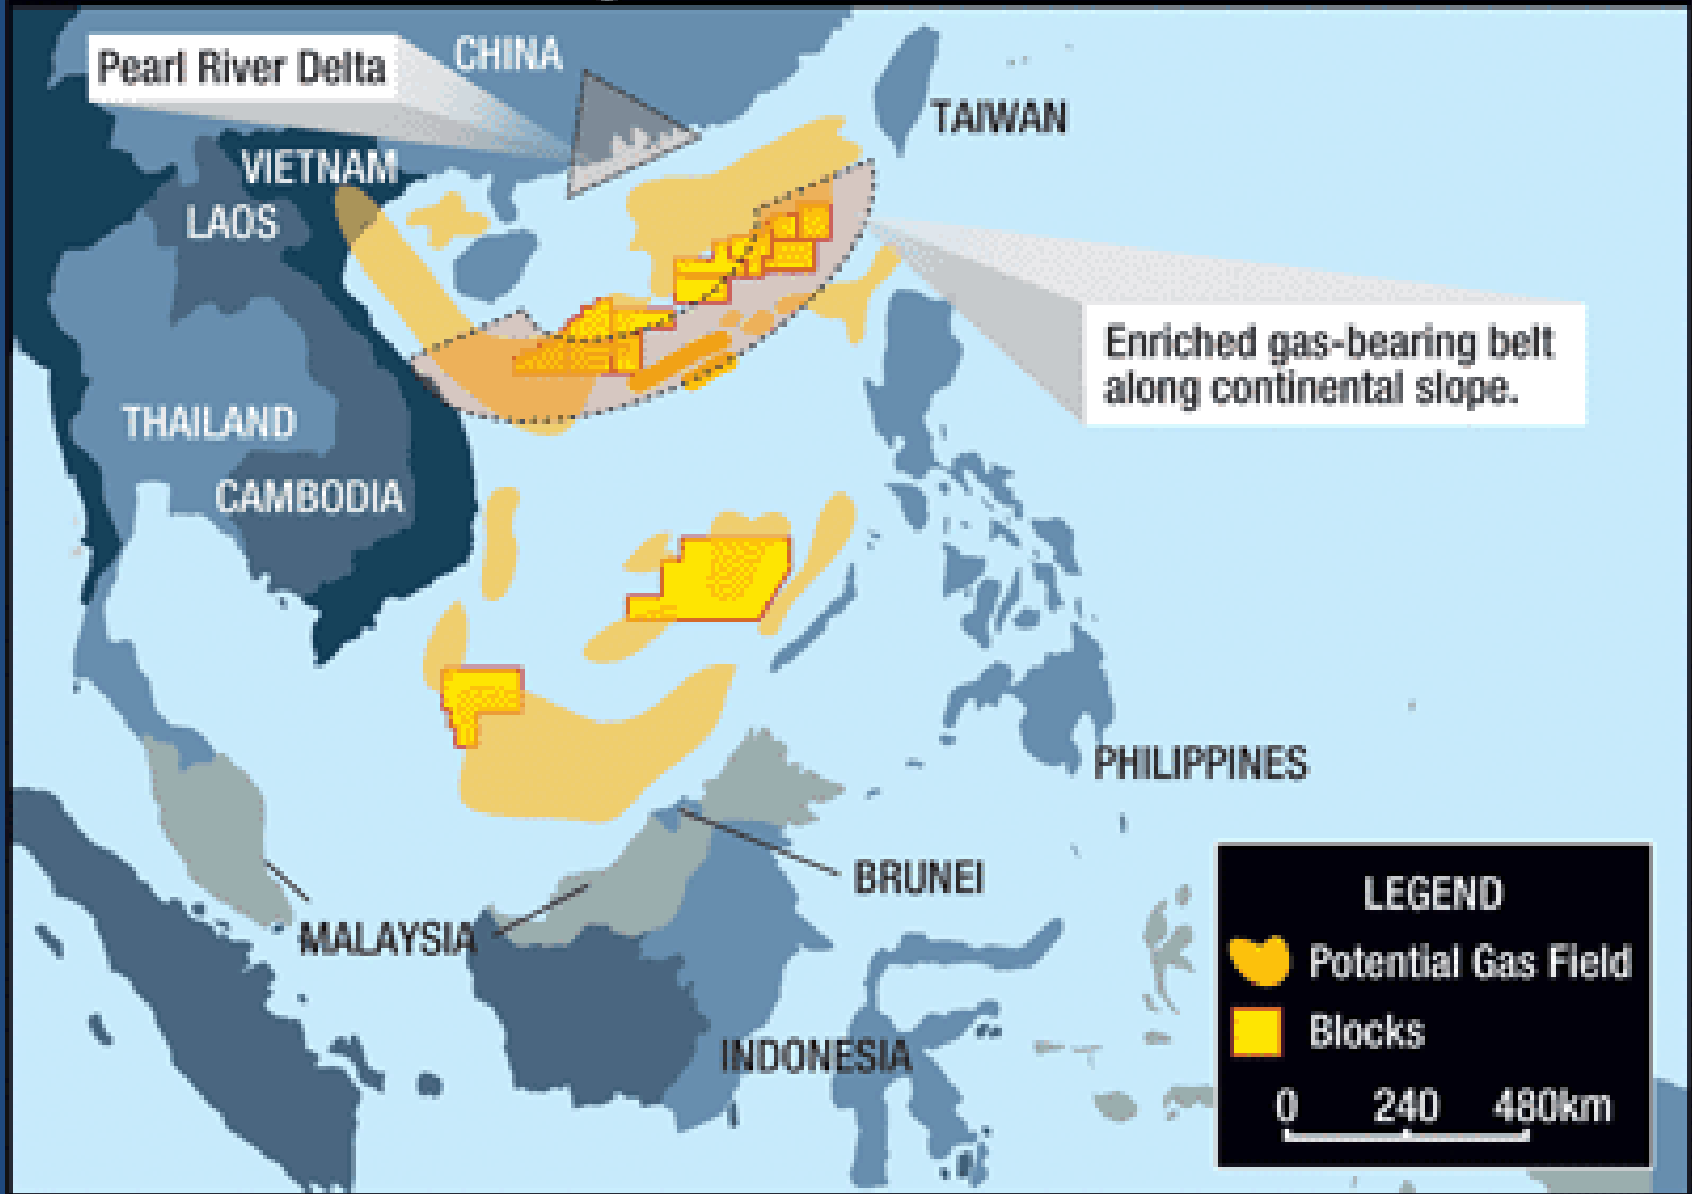 Pearl River Delta
CHINA
TAIWAN
VIETNAM
LAOS
Enriched gas-bearing belt
along continental slope.
THAILAND
CAMBODIA
PHILIPPINES
BRUNEI
MALAYSIA
INDONESIA
LEGEND
Potential Gas Field
Blocks
0 240 480km